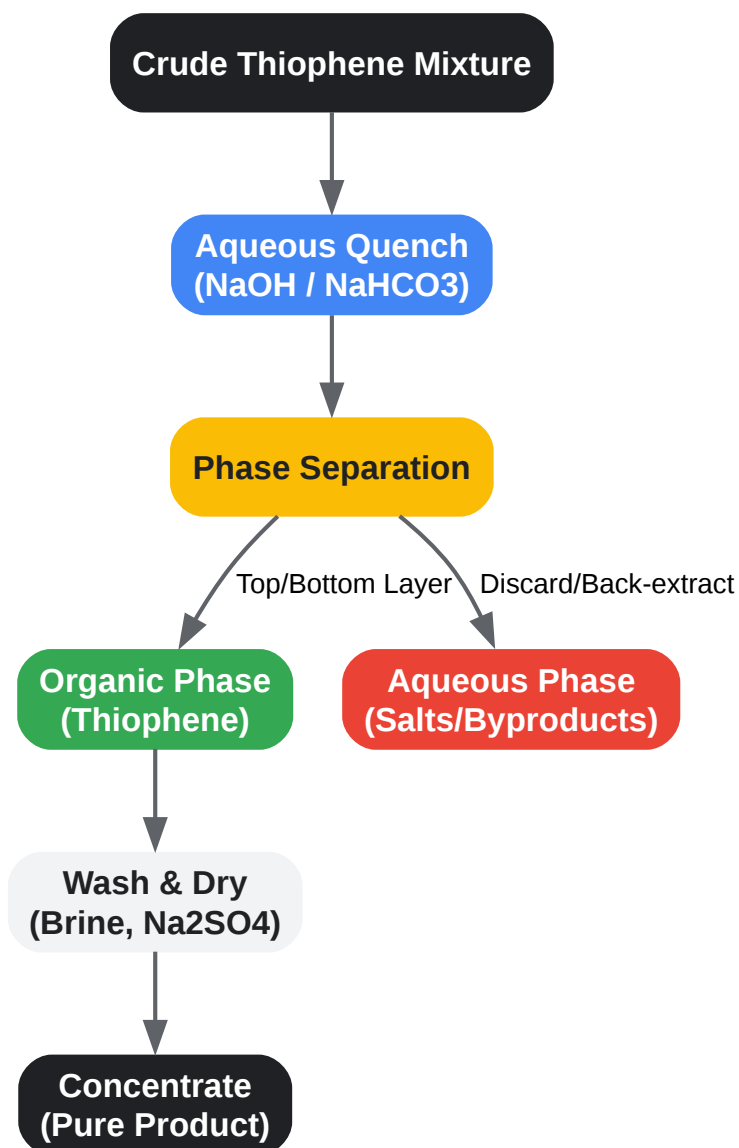 Crude Thiophene Mixture
Aqueous Quench
(NaOH / NaHCO3)
Phase Separation
Top/Bottom Layer
Discard/Back-extract
Organic Phase
(Thiophene)
Aqueous Phase
(Salts/Byproducts)
Wash & Dry
(Brine, Na2SO4)
Concentrate
(Pure Product)